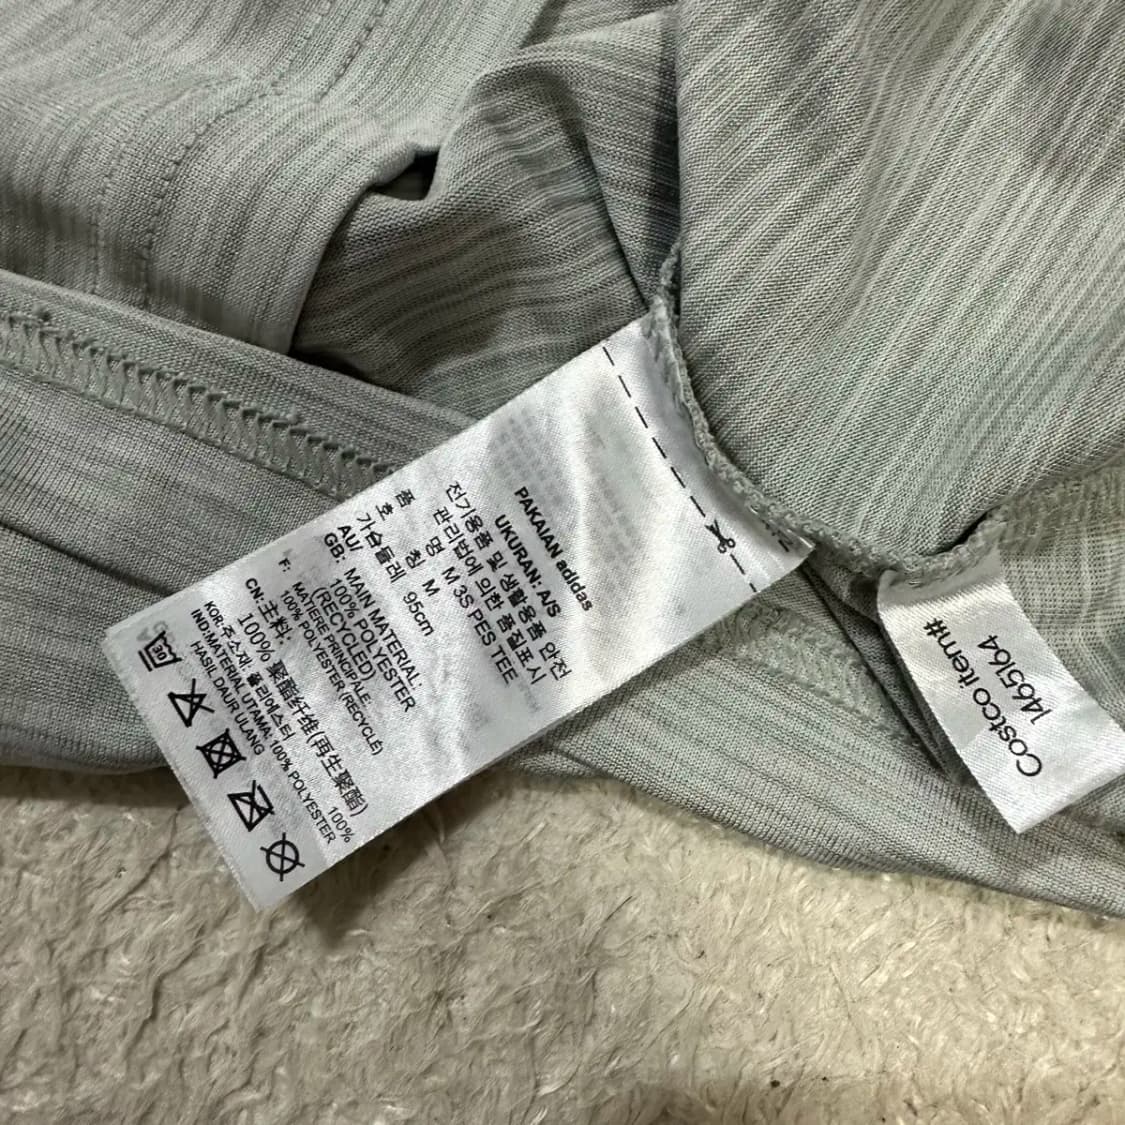 PAKAIAN adidas
UKURAN: A/S
전기용품 및 생활용품 안전
관리법에 의한 품질표시
품 명 M 3S PES TEE
호 칭 M
가슴둘레 95cm
AU/
GB: MAIN MATERIAL:
100% POLYESTER
(RECYCLED)
F: MATIERE PRINCIPALE
100% POLYESTER (RECYCLE)
CN: 主料:
100% 聚酯纤维(再生聚酯)
KOR:주소재: 폴리에스터 100%
IND:MATERIAL UTAMA: 100% POLYESTER
HASIL DAUR ULANG
30
Costco item#
1465164